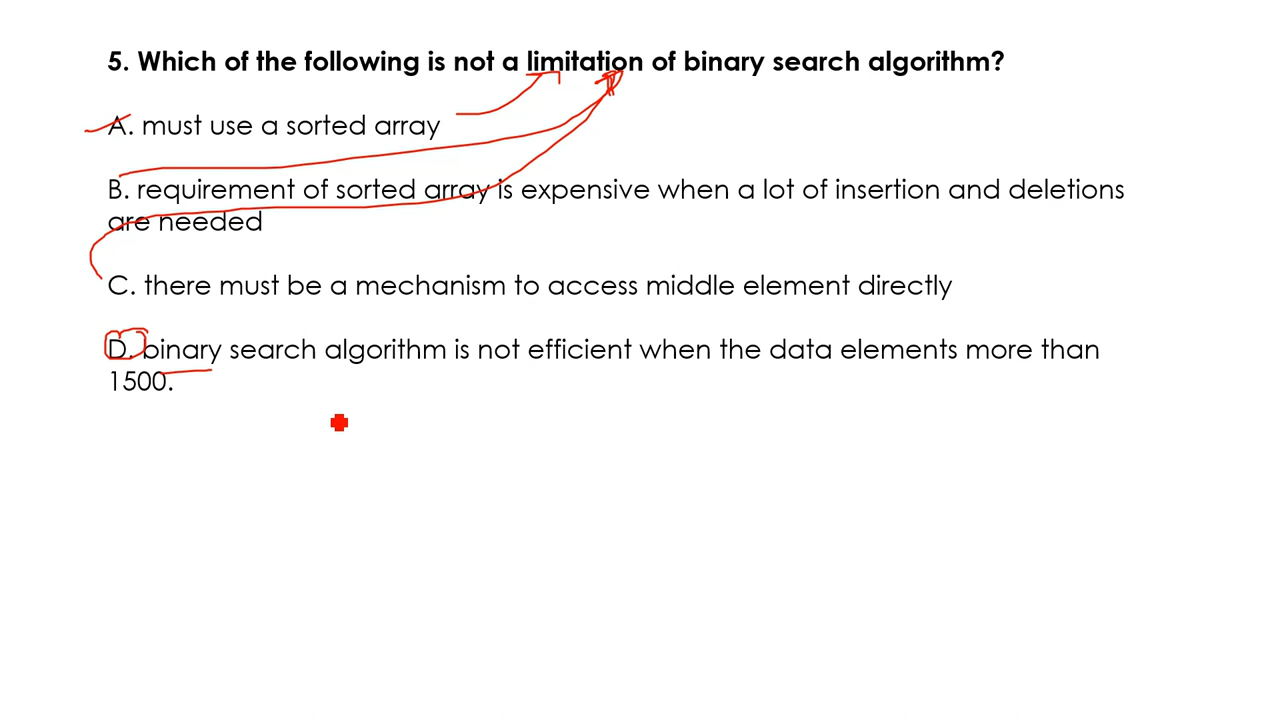 5. Which of the following is not a limitation of binary search algorithm?
A. must use a sorted array
B. requirement of sorted array is expensive when a lot of insertion and deletions
are needed
C. there must be a mechanism to access middle element directly
D. binary search algorithm is not efficient when the data elements more than
1500.